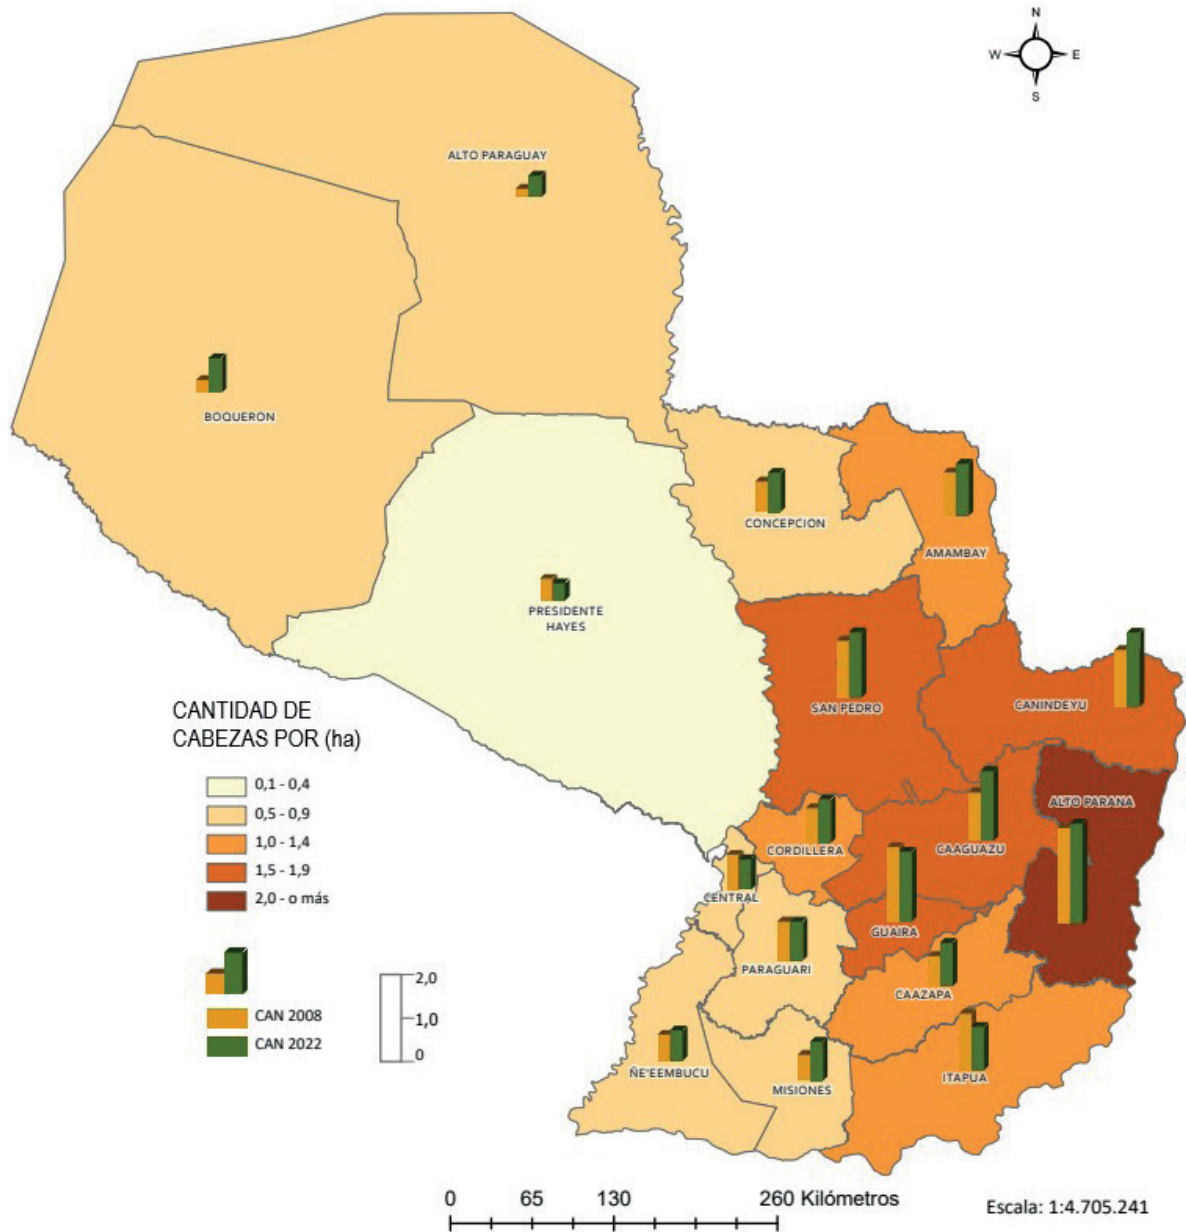 N
W E
S
ALTO PARAGUAY
BOQUERON
CONCEPCION
AMAMBAY
PRESIDENTE
HAYES
SAN PEDRO
CANINDEYU
CANTIDAD DE
CABEZAS POR (ha)
0,1 - 0,4
0,5 - 0,9
1,0 - 1,4
1,5 - 1,9
2,0 - o más
ALTO PARANA
CORDILLERA
CAAGUAZU
CENTRAL
GUAIRA
PARAGUARI
CAAZAPA
ÑE'EEMBUCU
MISIONES
ITAPUA
CAN 2008
CAN 2022
2,0
1,0
0
0 65 130 260 Kilómetros
Escala: 1:4.705.241